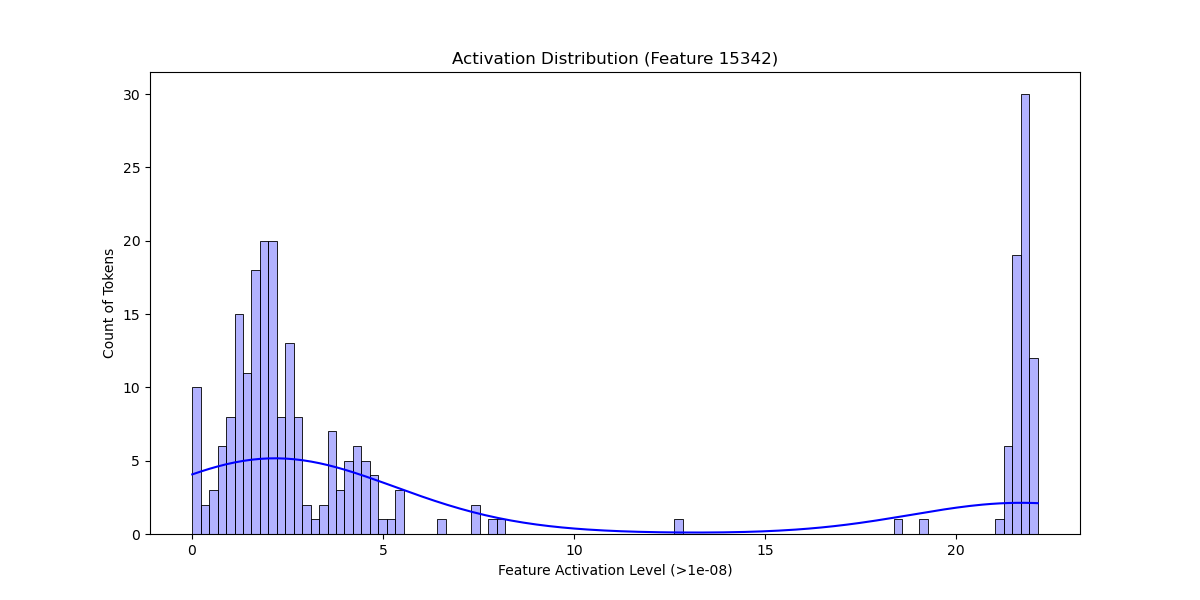 Activation Distribution (Feature 15342)
30
25
20
15
10
5
0
Count of Tokens
0 5 10 15 20
Feature Activation Level (>1e-08)